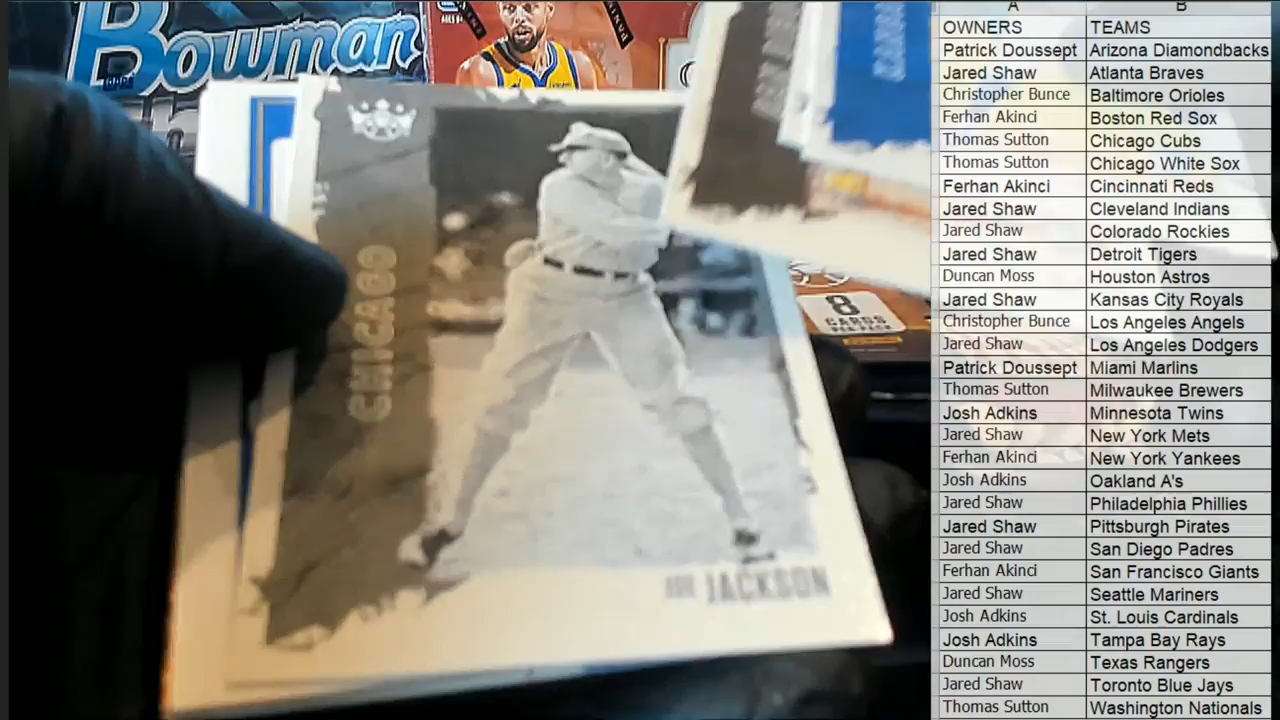 Bowman
TOPPS
PANINI
CHICAGO
JOE JACKSON
8
CARDS
PER PACK
A B
OWNERS TEAMS
Patrick Doussept Arizona Diamondbacks
Jared Shaw Atlanta Braves
Christopher Bunce Baltimore Orioles
Ferhan Akinci Boston Red Sox
Thomas Sutton Chicago Cubs
Thomas Sutton Chicago White Sox
Ferhan Akinci Cincinnati Reds
Jared Shaw Cleveland Indians
Jared Shaw Colorado Rockies
Jared Shaw Detroit Tigers
Duncan Moss Houston Astros
Jared Shaw Kansas City Royals
Christopher Bunce Los Angeles Angels
Jared Shaw Los Angeles Dodgers
Patrick Doussept Miami Marlins
Thomas Sutton Milwaukee Brewers
Josh Adkins Minnesota Twins
Jared Shaw New York Mets
Ferhan Akinci New York Yankees
Josh Adkins Oakland A's
Jared Shaw Philadelphia Phillies
Jared Shaw Pittsburgh Pirates
Jared Shaw San Diego Padres
Ferhan Akinci San Francisco Giants
Jared Shaw Seattle Mariners
Josh Adkins St. Louis Cardinals
Josh Adkins Tampa Bay Rays
Duncan Moss Texas Rangers
Jared Shaw Toronto Blue Jays
Thomas Sutton Washington Nationals